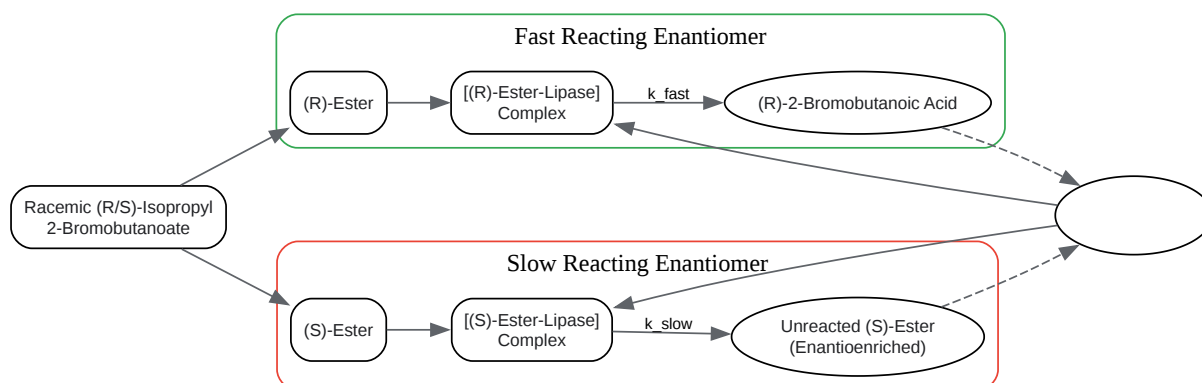 Fast Reacting Enantiomer
(R)-Ester
[(R)-Ester-Lipase]
Complex
k_fast
(R)-2-Bromobutanoic Acid
Racemic (R/S)-Isopropyl
2-Bromobutanoate
Slow Reacting Enantiomer
(S)-Ester
[(S)-Ester-Lipase]
Complex
k_slow
Unreacted (S)-Ester
(Enantioenriched)